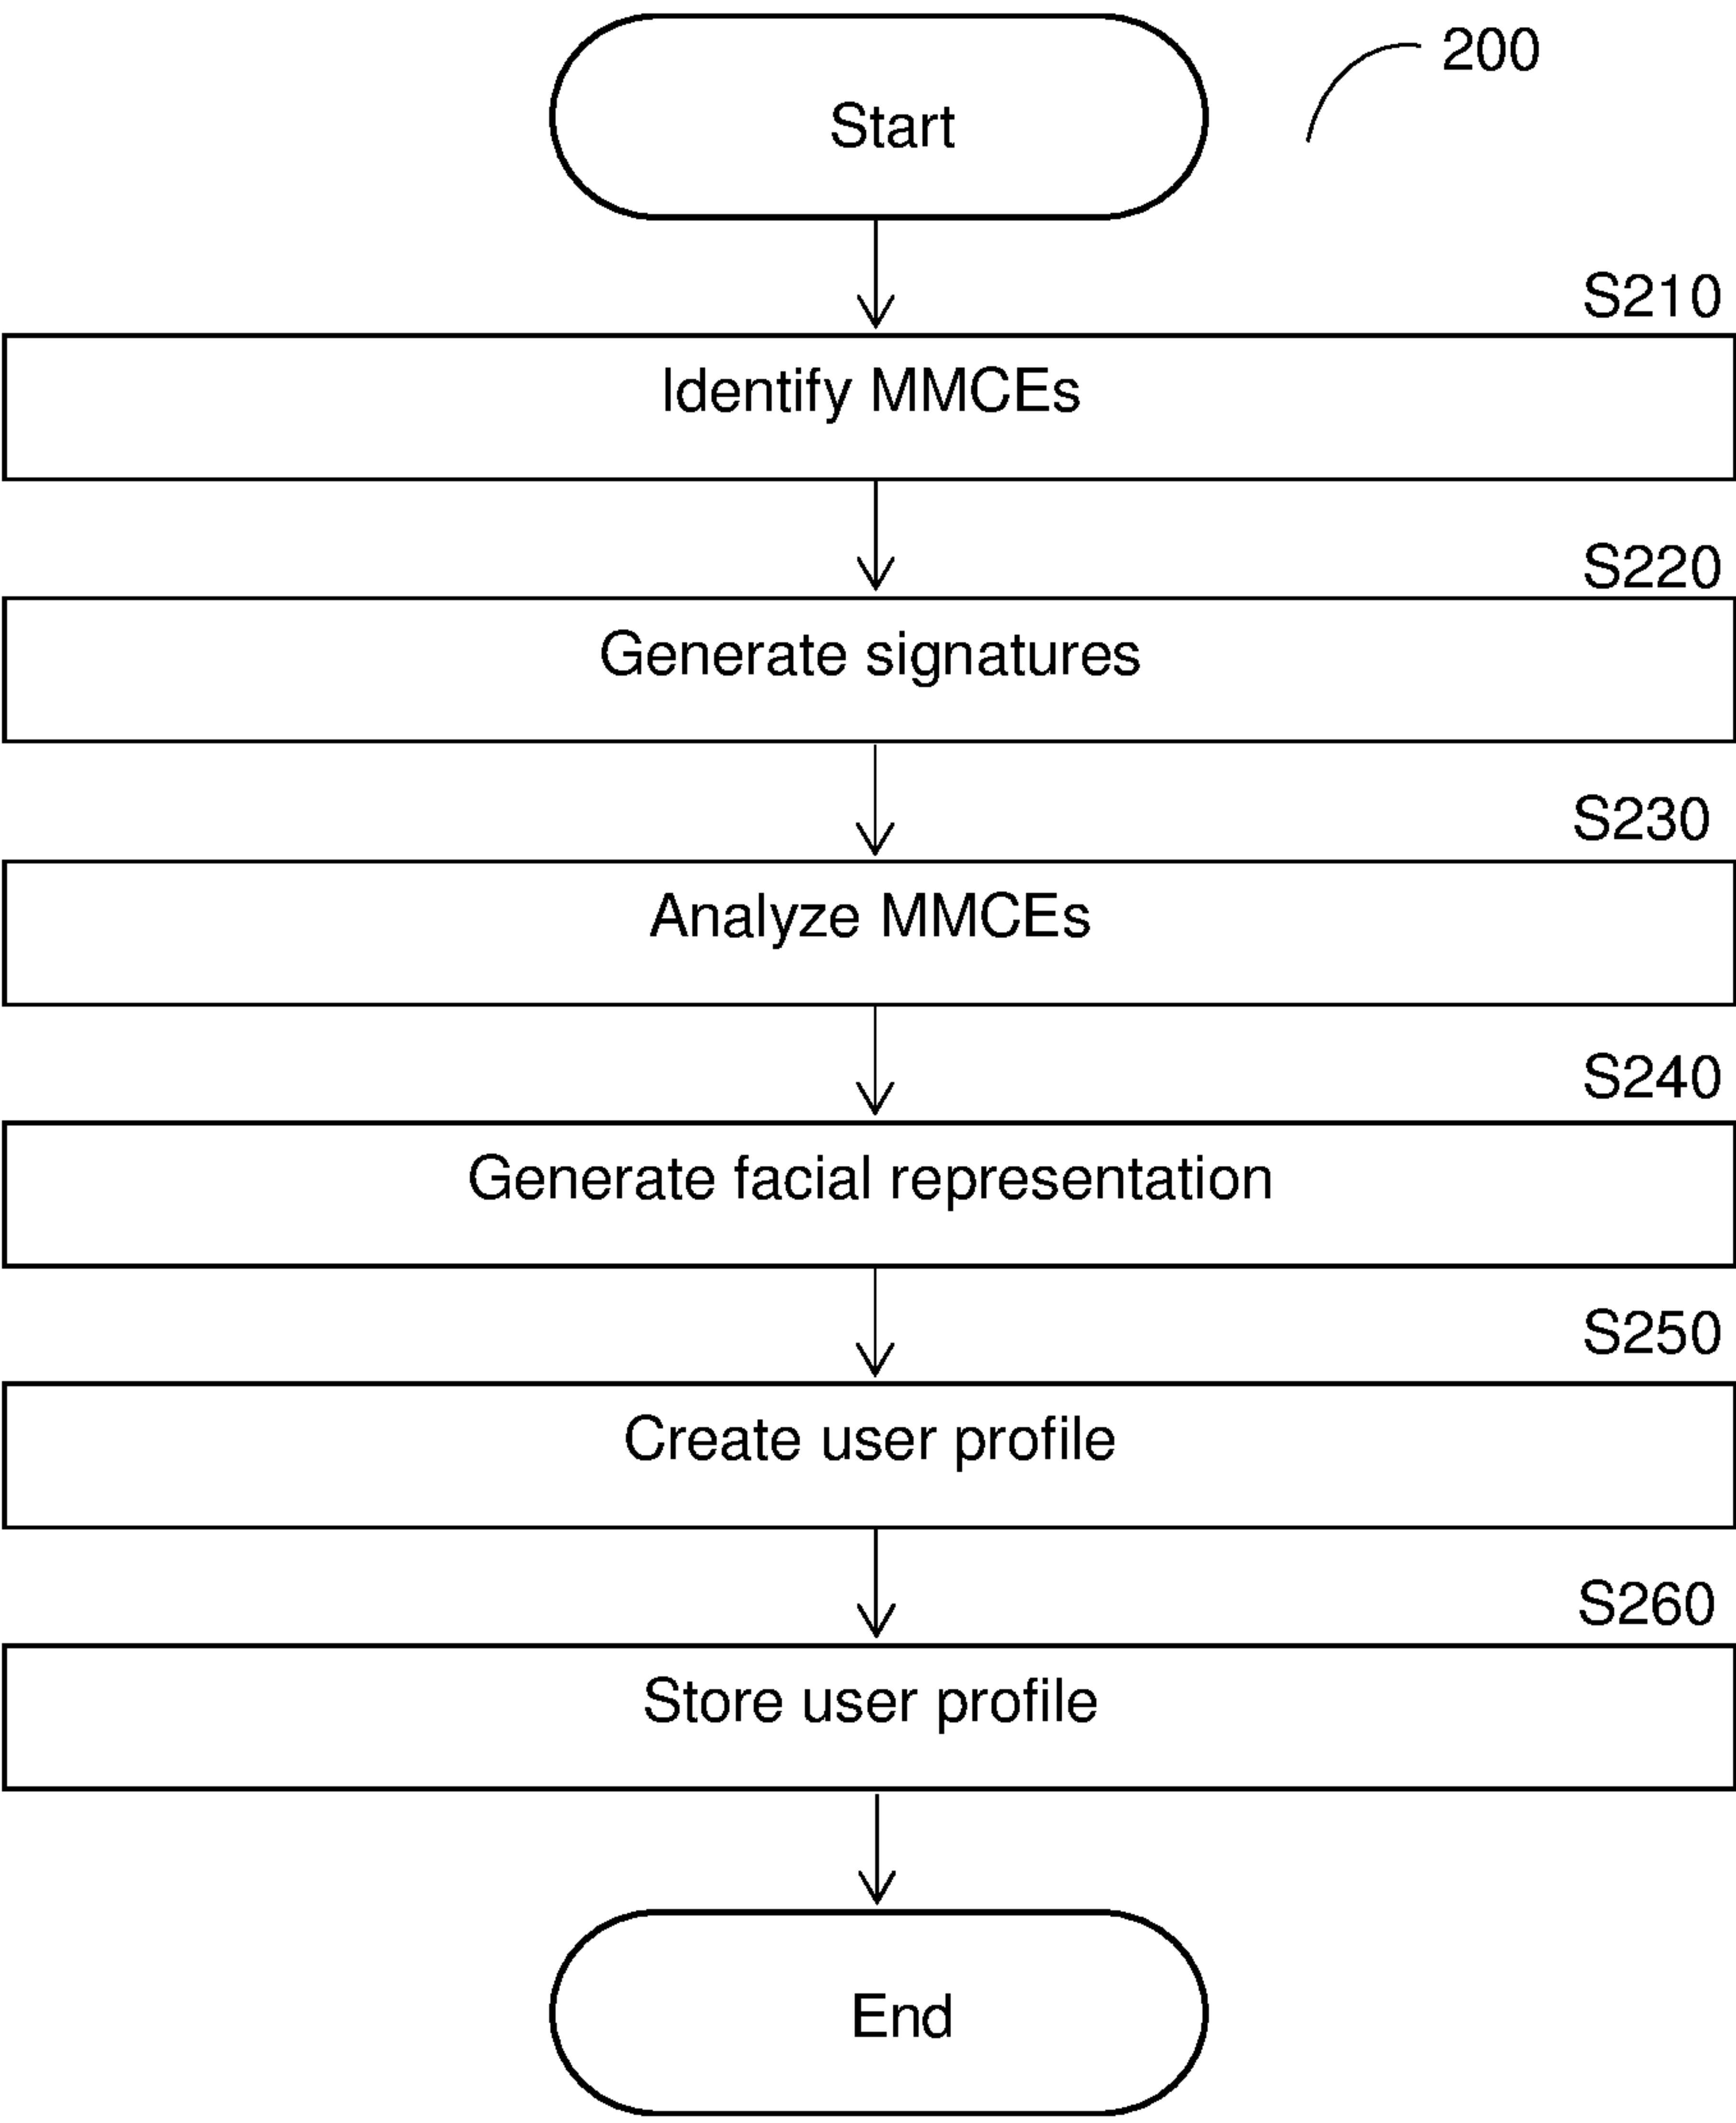 200
Start
S210
Identify MMCEs
S220
Generate signatures
S230
Analyze MMCEs
S240
Generate facial representation
S250
Create user profile
S260
Store user profile
End